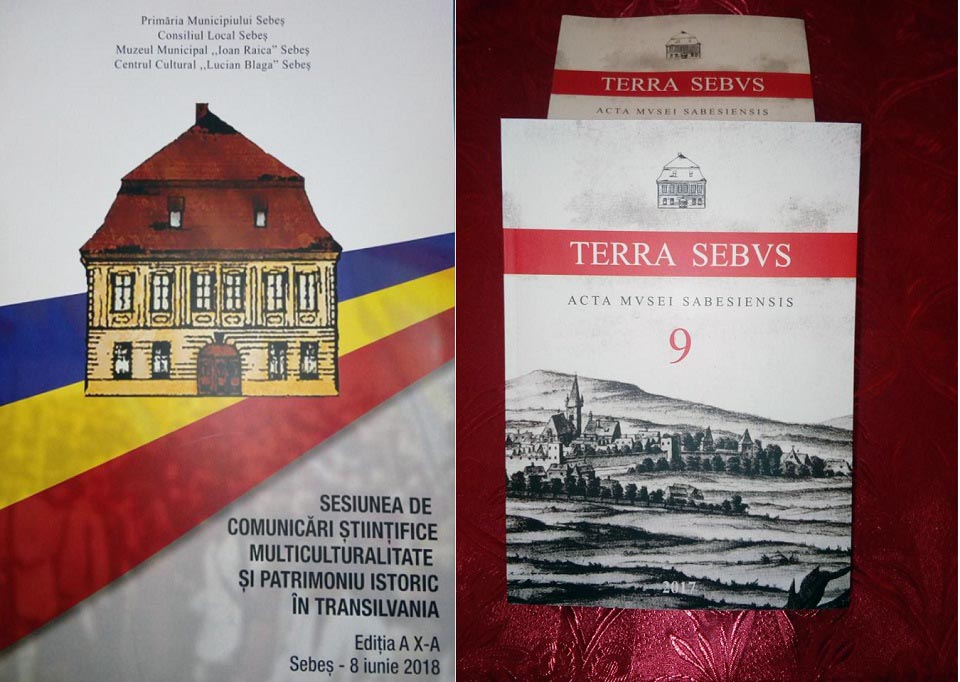 Primăria Municipiului Sebeș
Consiliul Local Sebeș
Muzeul Municipal ,,Ioan Raica” Sebeș
Centrul Cultural ,,Lucian Blaga” Sebeș
SESIUNEA DE
COMUNICĂRI ȘTIINȚIFICE
MULTICULTURALITATE
ȘI PATRIMONIU ISTORIC
ÎN TRANSILVANIA
Ediția A X-A
Sebeș - 8 iunie 2018
TERRA SEBVS
ACTA MVSEI SABESIENSIS
TERRA SEBVS
ACTA MVSEI SABESIENSIS
9
2017